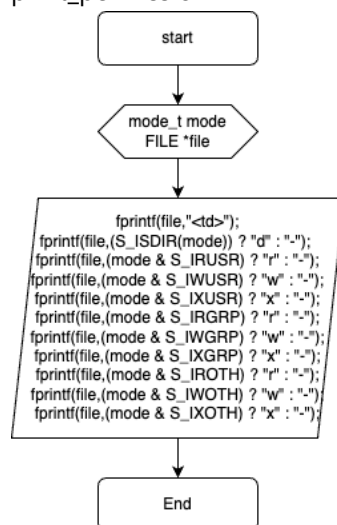 start
mode_t mode
FILE *file
fprintf(file,"<td>");
fprintf(file,(S_ISDIR(mode)) ? "d" : "-");
fprintf(file,(mode & S_IRUSR) ? "r" : "-");
fprintf(file,(mode & S_IWUSR) ? "w" : "-");
fprintf(file,(mode & S_IXUSR) ? "x" : "-");
fprintf(file,(mode & S_IRGRP) ? "r" : "-");
fprintf(file,(mode & S_IWGRP) ? "w" : "-");
fprintf(file,(mode & S_IXGRP) ? "x" : "-");
fprintf(file,(mode & S_IROTH) ? "r" : "-");
fprintf(file,(mode & S_IWOTH) ? "w" : "-");
fprintf(file,(mode & S_IXOTH) ? "x" : "-");
End